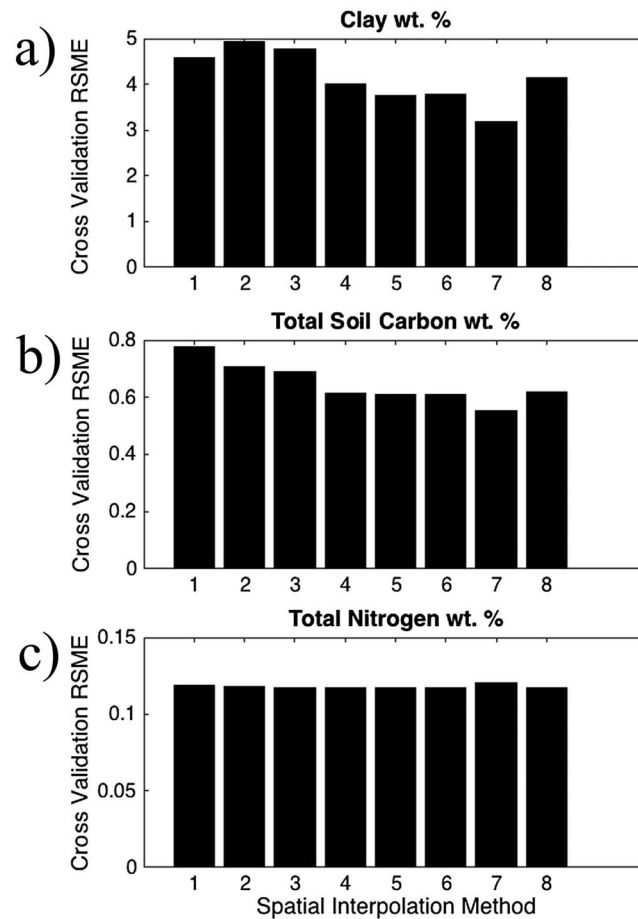 a)
Clay wt. %
Cross Validation RSME
5
4
3
2
1
0
1 2 3 4 5 6 7 8
b)
Total Soil Carbon wt. %
Cross Validation RSME
0.8
0.6
0.4
0.2
0
1 2 3 4 5 6 7 8
c)
Total Nitrogen wt. %
Cross Validation RSME
0.15
0.1
0.05
0
1 2 3 4 5 6 7 8
Spatial Interpolation Method